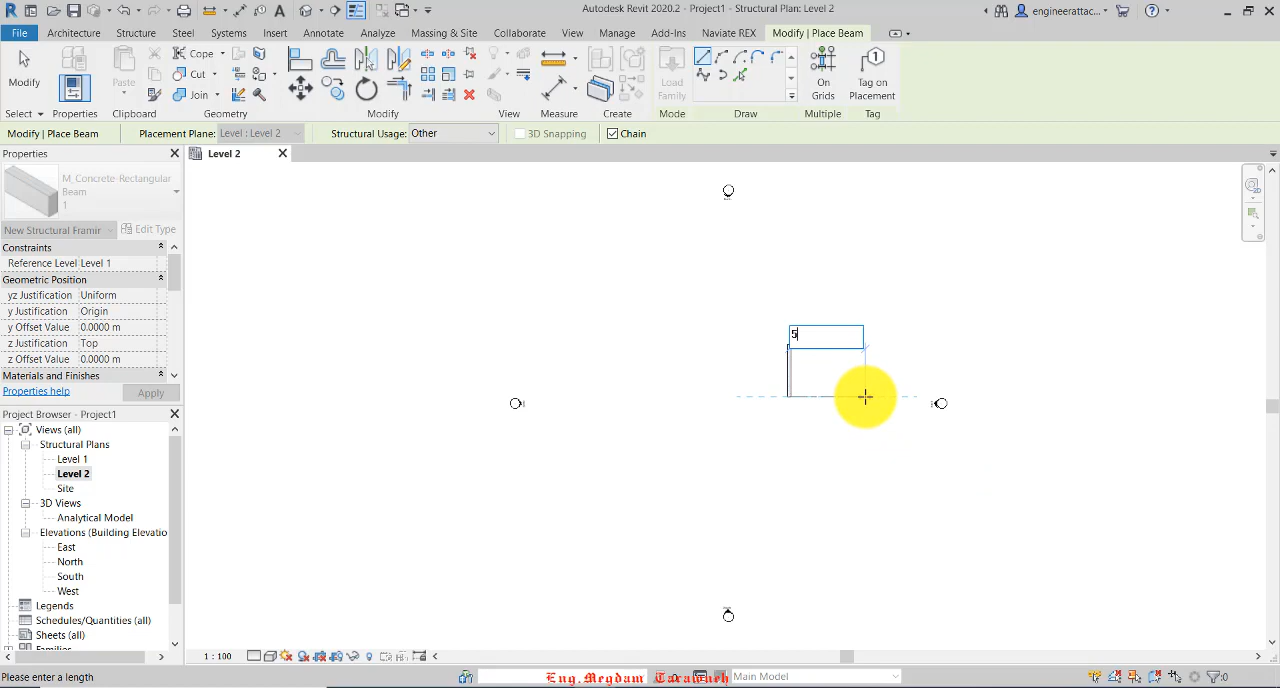 Autodesk Revit 2020.2 - Project1 - Structural Plan: Level 2
engineerattac...
File Architecture Structure Steel Systems Insert Annotate Analyze Massing & Site Collaborate View Manage Add-Ins Naviate REX Modify | Place Beam
Modify
Paste
Cope
Cut
Join
Load
Family
On
Grids
Tag on
Placement
Select Properties Clipboard Geometry Modify View Measure Create Mode Draw Multiple Tag
Modify | Place Beam Placement Plane: Level : Level 2 Structural Usage: Other 3D Snapping Chain
Properties
Level 2
M_Concrete-Rectangular
Beam
1
New Structural Framir
Edit Type
Constraints
Reference Level Level 1
Geometric Position
yz Justification Uniform
y Justification Origin
y Offset Value 0.0000 m
z Justification Top
z Offset Value 0.0000 m
Materials and Finishes
Properties help
Apply
5
Project Browser - Project1
Views (all)
Structural Plans
Level 1
Level 2
Site
3D Views
Analytical Model
Elevations (Building Elevatio
East
North
South
West
Legends
Schedules/Quantities (all)
Sheets (all)
Families
1 : 100
Please enter a length
Eng.Megdam Tarawneh
Main Model
:0